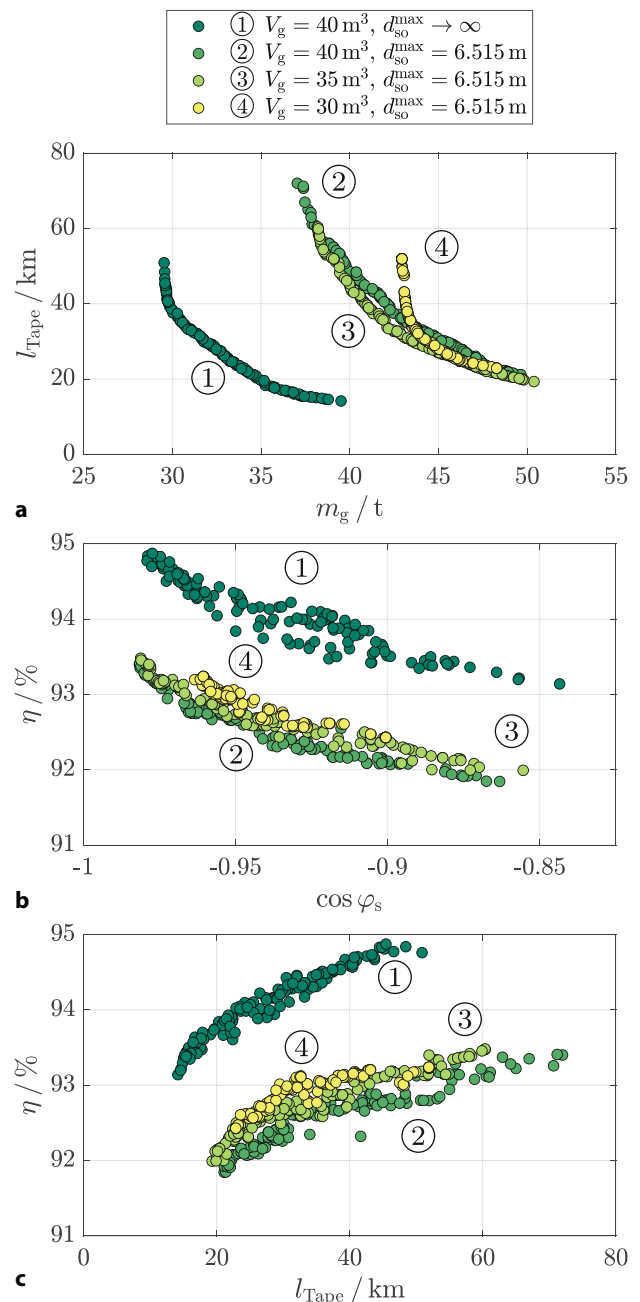 ① V_g = 40 m³, d_so^max → ∞
② V_g = 40 m³, d_so^max = 6.515 m
③ V_g = 35 m³, d_so^max = 6.515 m
④ V_g = 30 m³, d_so^max = 6.515 m
80
60
40
20
0
l_Tape / km
① ② ③ ④
25 30 35 40 45 50 55
a
m_g / t
95
94
93
92
91
η / %
① ④ ② ③
-1 -0.95 -0.9 -0.85
b
cos φ_s
95
94
93
92
91
η / %
① ③ ④ ②
0 20 40 60 80
c
l_Tape / km